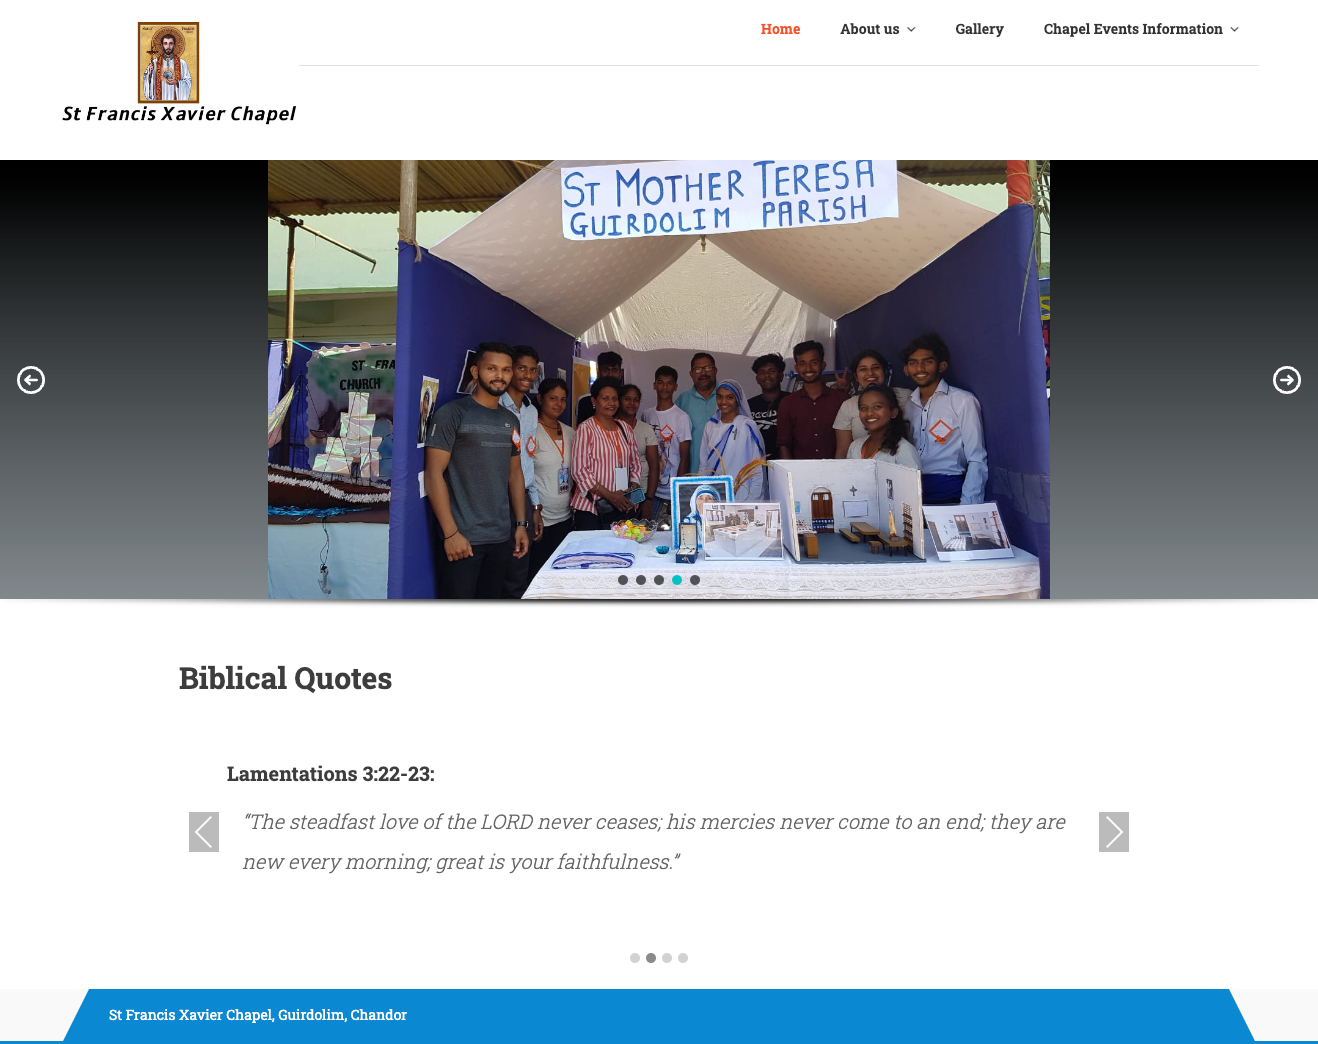 St Francis Xavier Chapel
Home
About us
Gallery
Chapel Events Information
ST MOTHER TERESA
GUIRDOLIM PARISH
ST FRA
CHURCH
Biblical Quotes
Lamentations 3:22-23:
“The steadfast love of the LORD never ceases; his mercies never come to an end; they are
new every morning; great is your faithfulness.”
St Francis Xavier Chapel, Guirdolim, Chandor